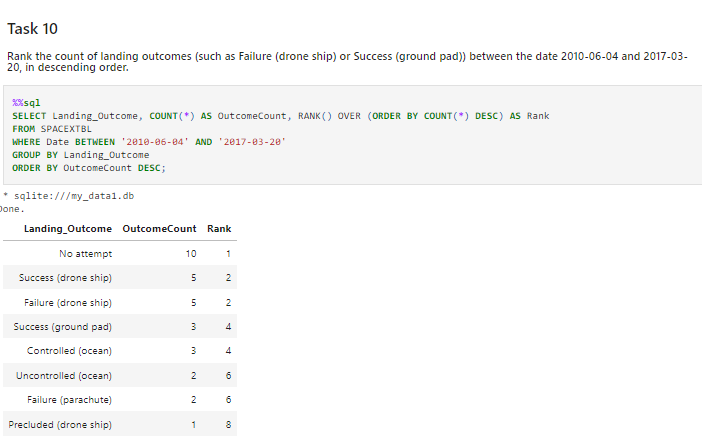 Task 10
Rank the count of landing outcomes (such as Failure (drone ship) or Success (ground pad)) between the date 2010-06-04 and 2017-03-
20, in descending order.
%%sql
SELECT Landing_Outcome, COUNT(*) AS OutcomeCount, RANK() OVER (ORDER BY COUNT(*) DESC) AS Rank
FROM SPACEXTBL
WHERE Date BETWEEN '2010-06-04' AND '2017-03-20'
GROUP BY Landing_Outcome
ORDER BY OutcomeCount DESC;
* sqlite:///my_data1.db
Done.
Landing_Outcome OutcomeCount Rank
No attempt 10 1
Success (drone ship) 5 2
Failure (drone ship) 5 2
Success (ground pad) 3 4
Controlled (ocean) 3 4
Uncontrolled (ocean) 2 6
Failure (parachute) 2 6
Precluded (drone ship) 1 8